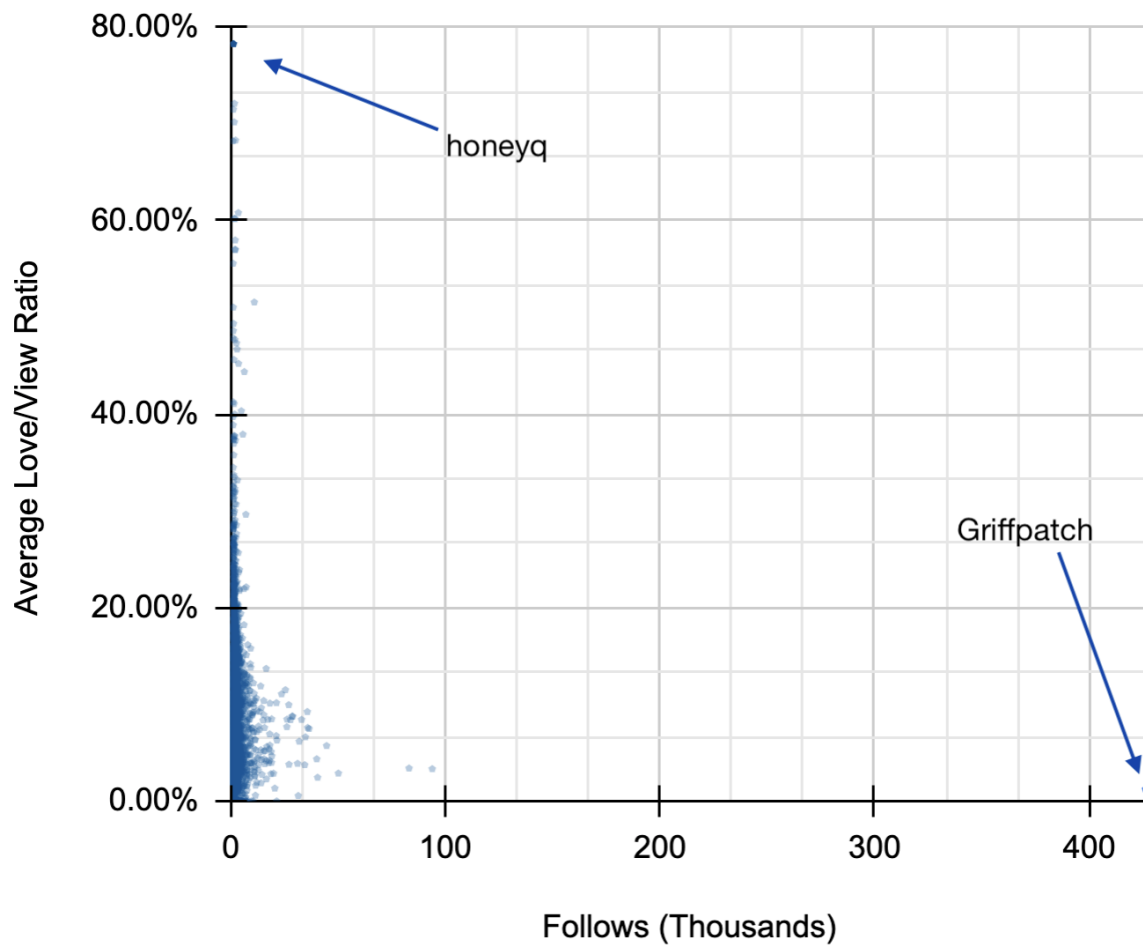 80.00%
honeyq
60.00%
Average Love/View Ratio
40.00%
Griffpatch
20.00%
0.00%
0 100 200 300 400
Follows (Thousands)